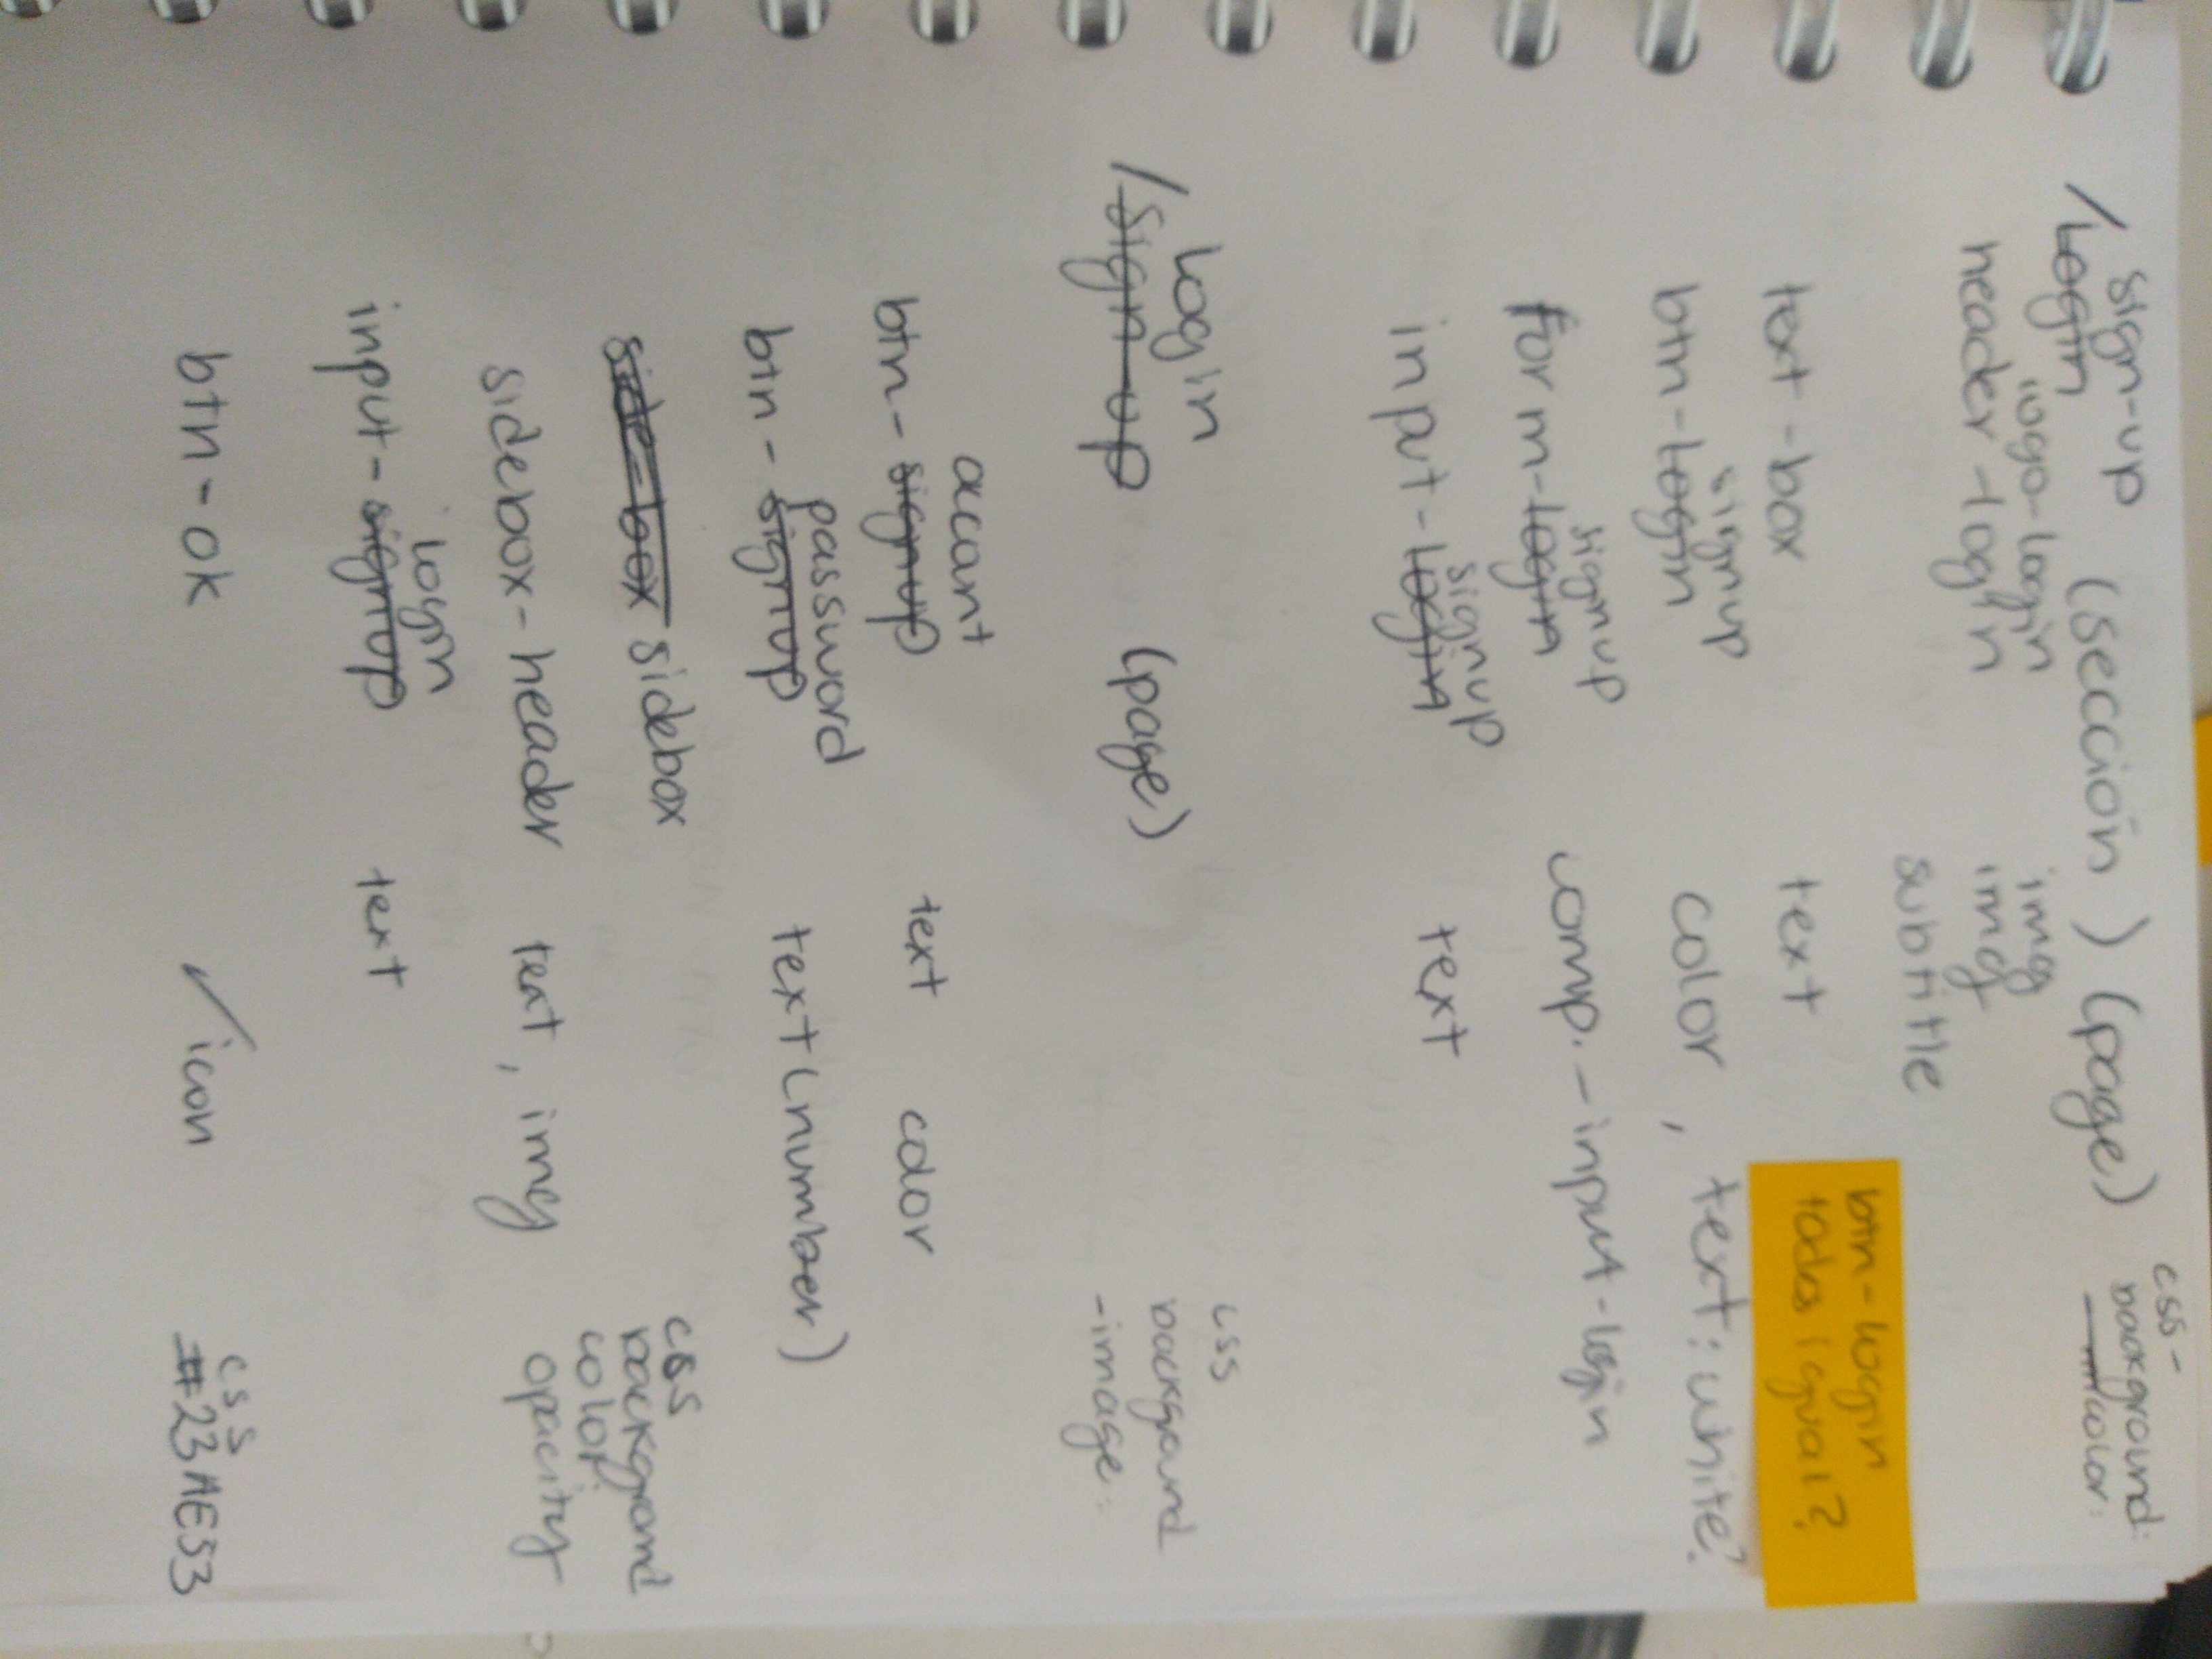 sign-up
/Login (sección) (page) css-
background:
color:
logo-login img
header-login img
subtitle
btn-login
todos igual?
text-box text
signup
btn-login color, text: white?
signup
form-login comp.-input-login
signup
input-login text
Login
/sign-up (page)
css
background
-image:
accant
btn-signup text color
password
btn-signup text (number)
side-box sidebox
css
background
color:
opacity
sidebox-header text, img
login
input-signup text
btn-ok ✓icon
css
#23AE53